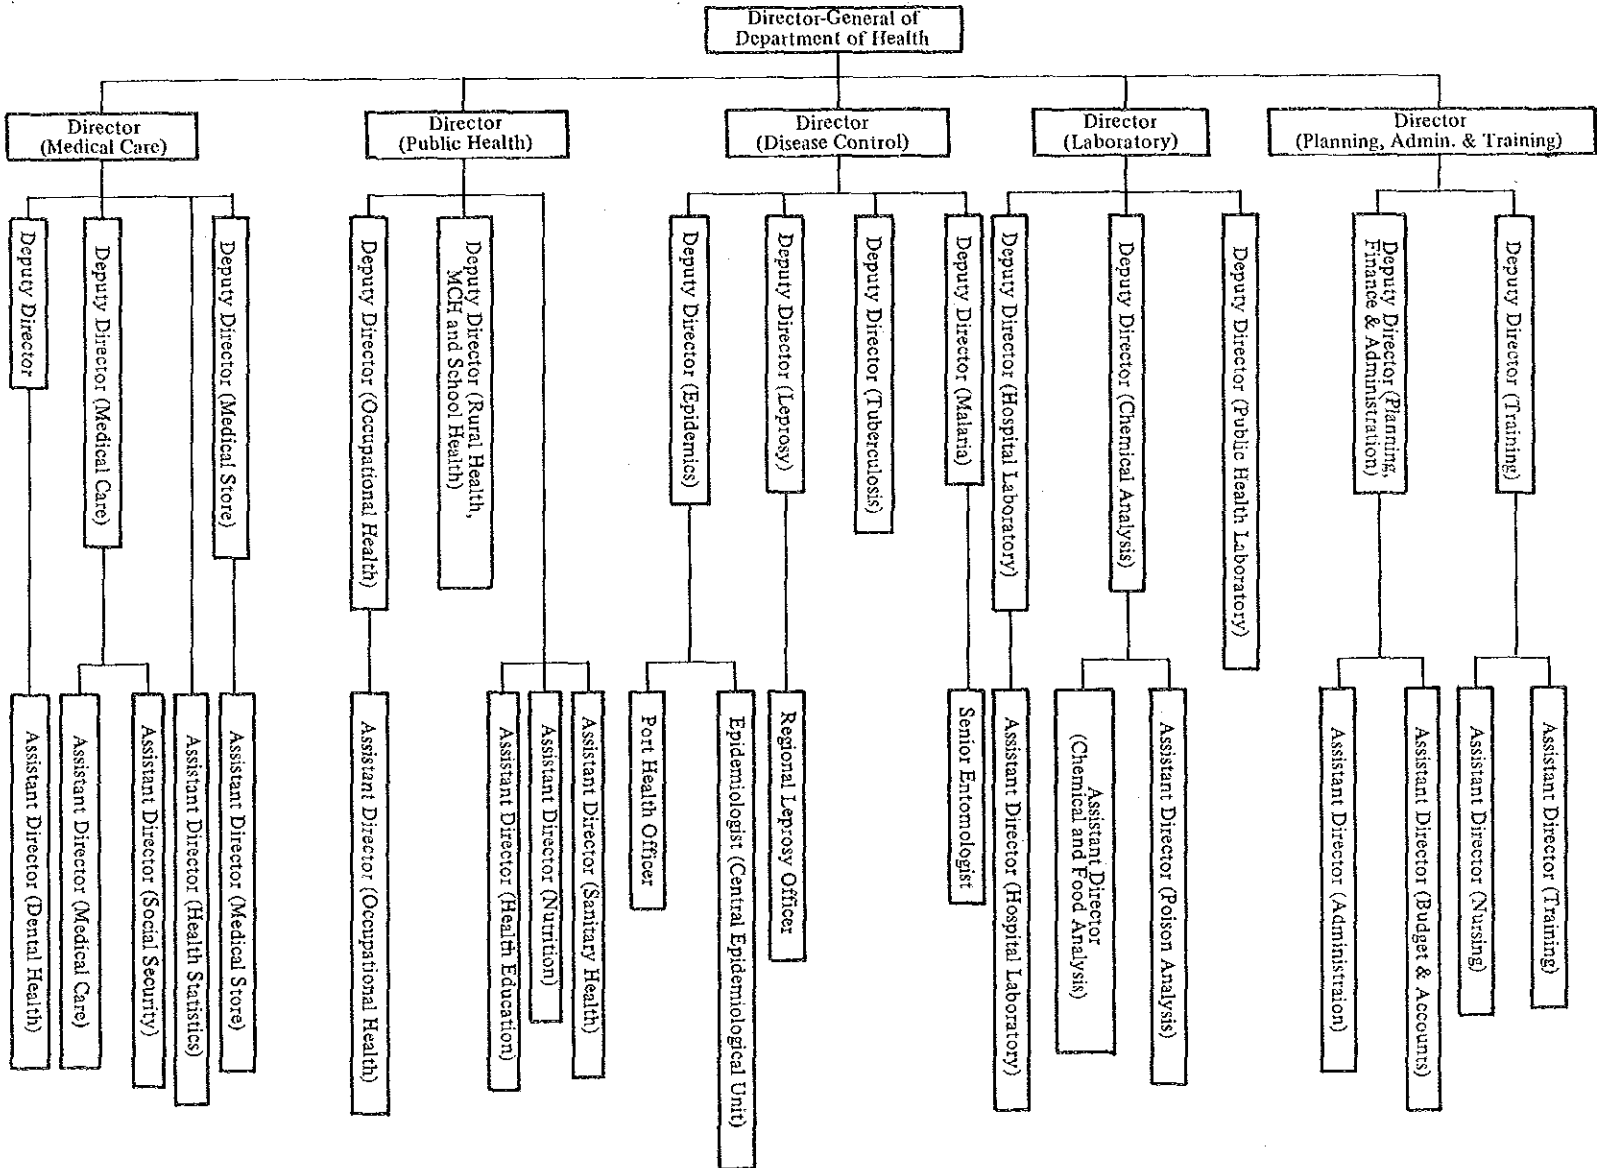 Director-General of
Department of Health
Director
(Medical Care)
Director
(Public Health)
Director
(Disease Control)
Director
(Laboratory)
Director
(Planning, Admin. & Training)
Deputy Director
Deputy Director (Medical Care)
Deputy Director (Medical Store)
Deputy Director (Occupational Health)
Deputy Director (Rural Health,
MCH and School Health)
Deputy Director (Epidemics)
Deputy Director (Leprosy)
Deputy Director (Tuberculosis)
Deputy Director (Malaria)
Deputy Director (Hospital Laboratory)
Deputy Director (Chemical Analysis)
Deputy Director (Public Health Laboratory)
Deputy Director (Planning,
Finance & Administration)
Deputy Director (Training)
Assistant Director (Dental Health)
Assistant Director (Medical Care)
Assistant Director (Social Security)
Assistant Director (Health Statistics)
Assistant Director (Medical Store)
Assistant Director (Occupational Health)
Assistant Director (Health Education)
Assistant Director (Nutrition)
Assistant Director (Sanitary Health)
Port Health Officer
Epidemiologist (Central Epidemiological Unit)
Regional Leprosy Officer
Senior Entomologist
Assistant Director (Hospital Laboratory)
Assistant Director
(Chemical and Food Analysis)
Assistant Director (Poison Analysis)
Assistant Director (Administraion)
Assistant Director (Budget & Accounts)
Assistant Director (Nursing)
Assistant Director (Training)